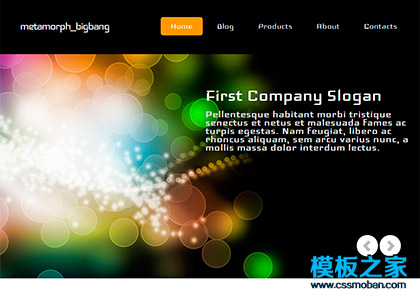 metamorph_bigbang
Home Blog Products About Contacts
First Company Slogan
Pellentesque habitant morbi tristique
senectus et netus et malesuada fames ac
turpis egestas. Nam feugiat, libero ac
rhoncus aliquam, sem arcu varius nunc, a
mollis massa dolor interdum lectus.
模板之家
www.cssmoban.com